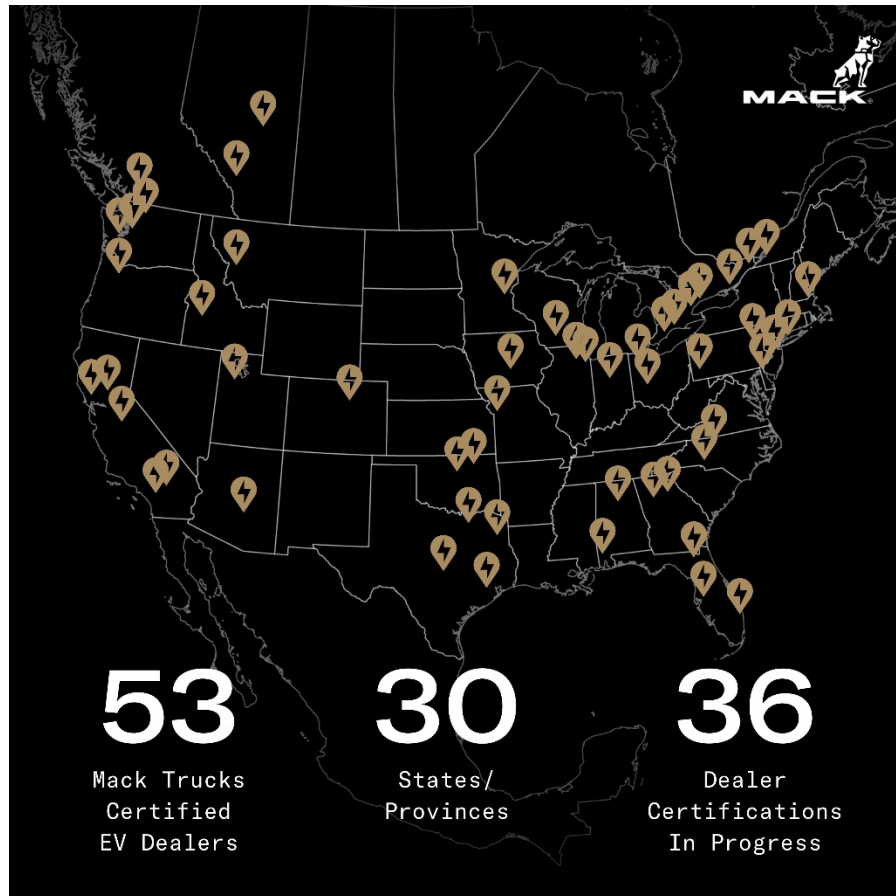 MACK
53
Mack Trucks
Certified
EV Dealers
30
States/
Provinces
36
Dealer
Certifications
In Progress